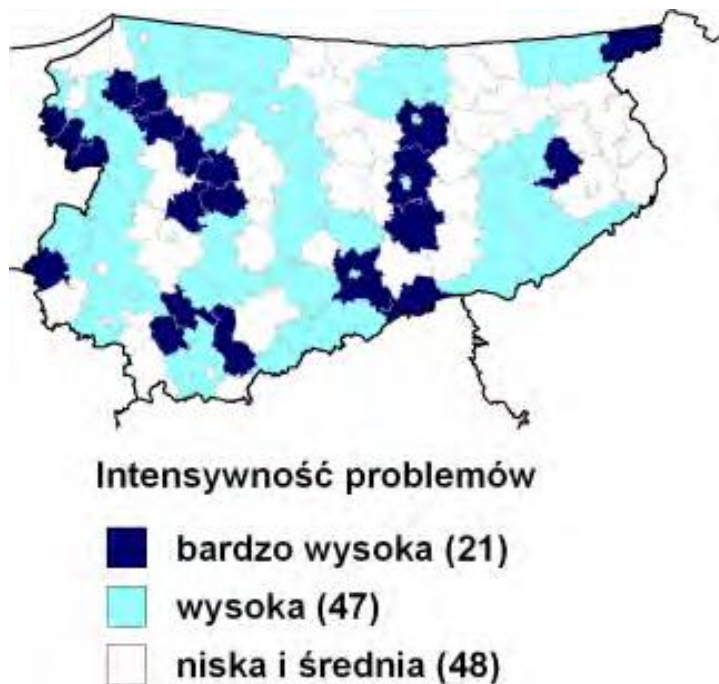 Intensywność problemów
bardzo wysoka (21)
wysoka (47)
niska i średnia (48)